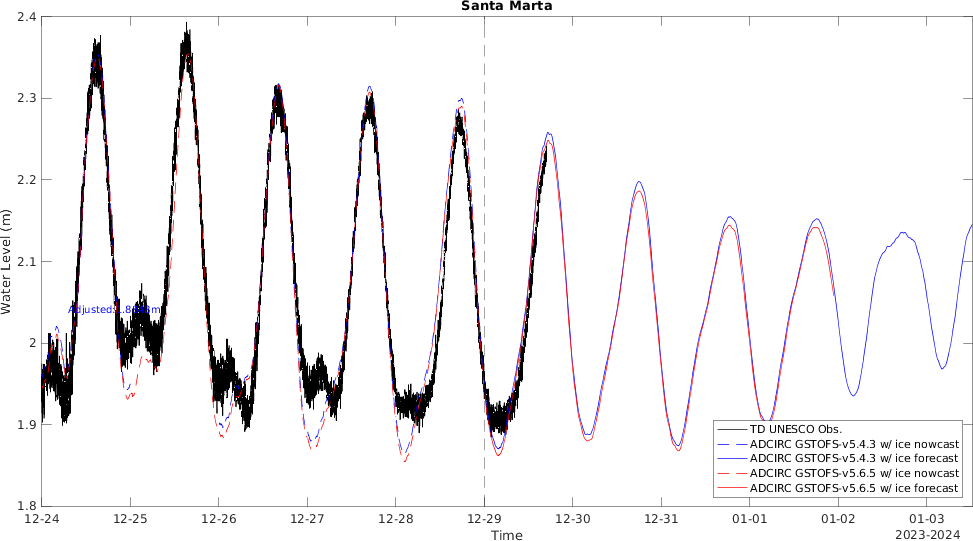 Santa Marta
2.4
2.3
2.2
2.1
2
1.9
1.8
Water Level (m)
12-24
12-25
12-26
12-27
12-28
12-29
12-30
12-31
01-01
01-02
01-03
Time
2023-2024
TD UNESCO Obs.
ADCIRC GSTOFS-v5.4.3 w/ ice nowcast
ADCIRC GSTOFS-v5.4.3 w/ ice forecast
ADCIRC GSTOFS-v5.6.5 w/ ice nowcast
ADCIRC GSTOFS-v5.6.5 w/ ice forecast